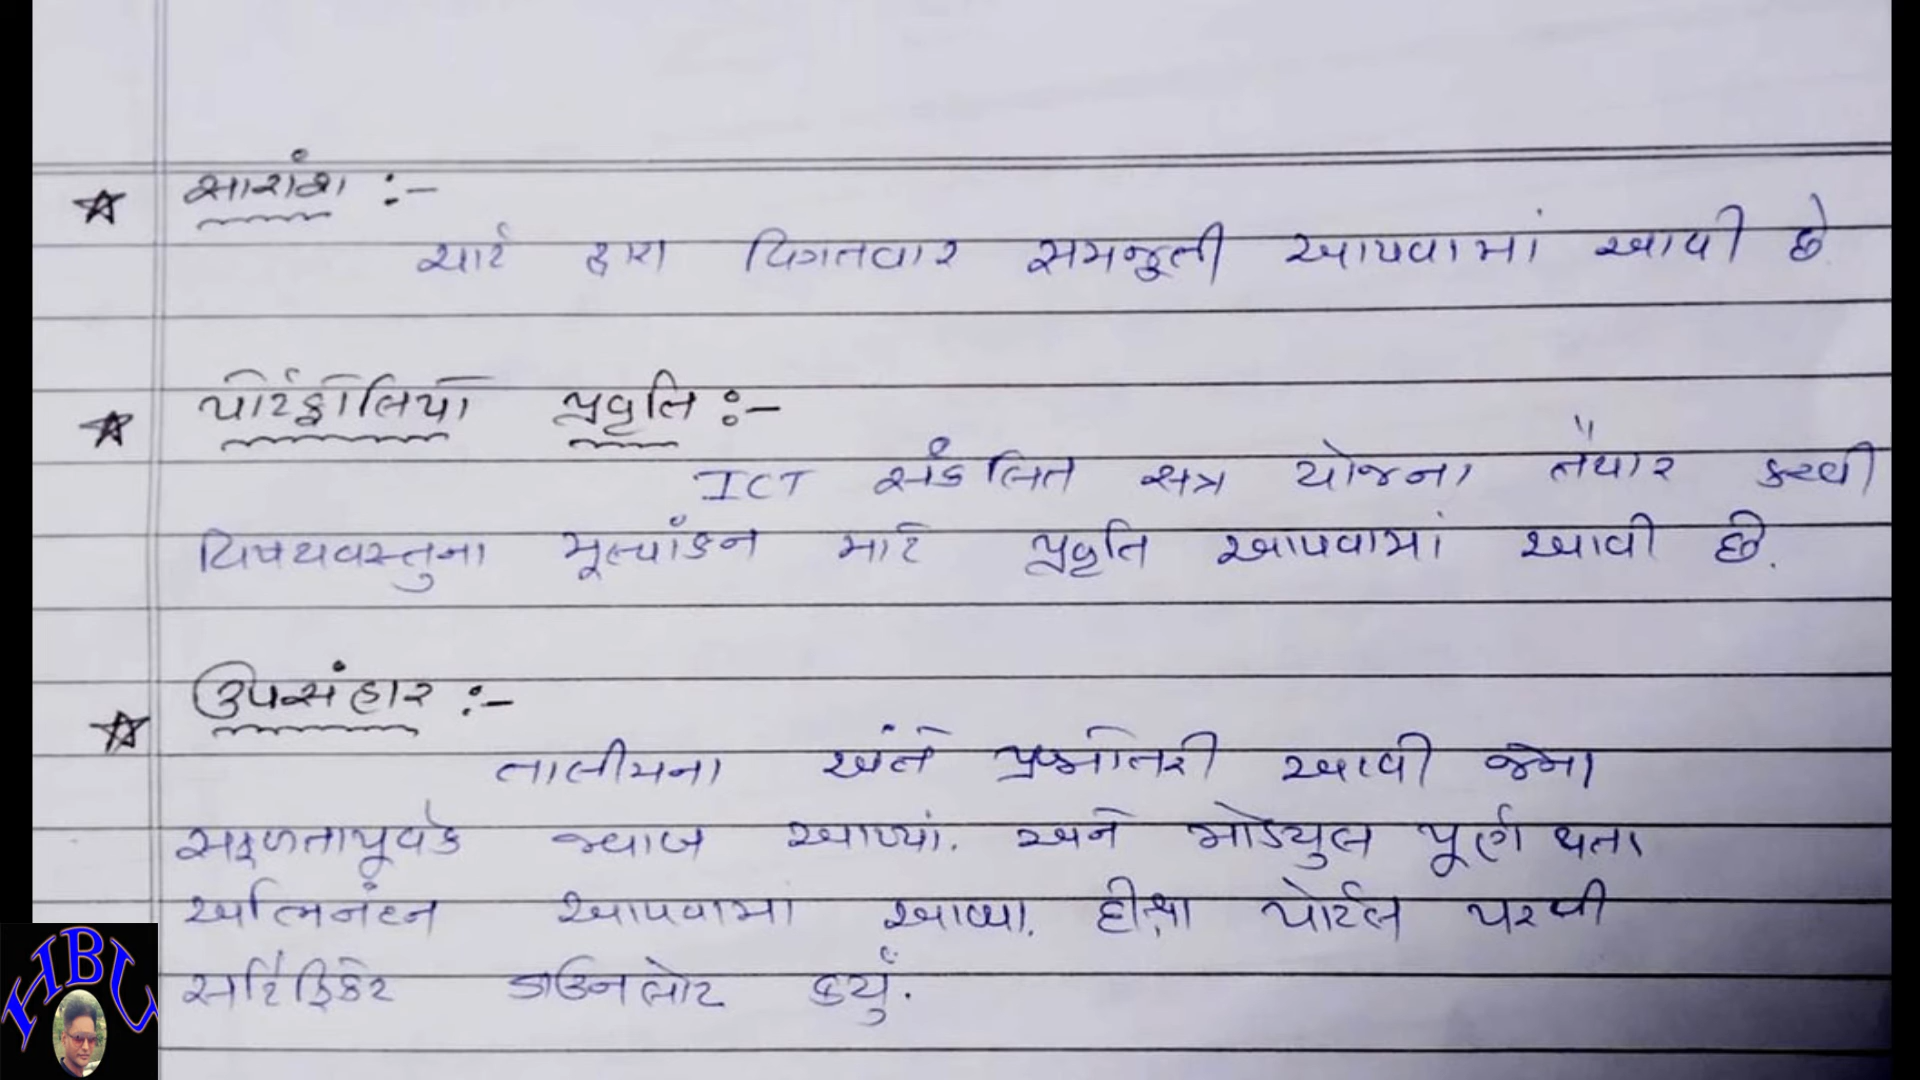 ☆ સારાંશ :-
ચાર્ટ દ્વારા વિગતવાર સમજુતી આપવામાં આવી છે
☆ પોર્ટફોલિયો પ્રવૃતિ :-
ICT સંકલિત સત્ર યોજના તૈયાર કરવી
વિષયવસ્તુના મૂલ્યાંકન માટે પ્રવૃતિ આપવામાં આવી છે.
☆ ઉપસંહાર :-
તાલીમના અંતે પ્રશ્નોતરી આવી જેના
સફળતાપૂર્વક જવાબ આપ્યાં. અને મોડ્યુલ પૂર્ણ થતા
અભિનંદન આપવામાં આવ્યા. દીક્ષા પોર્ટલ પરથી
સર્ટિફિકેટ ડાઉનલોટ કર્યું.
HBC